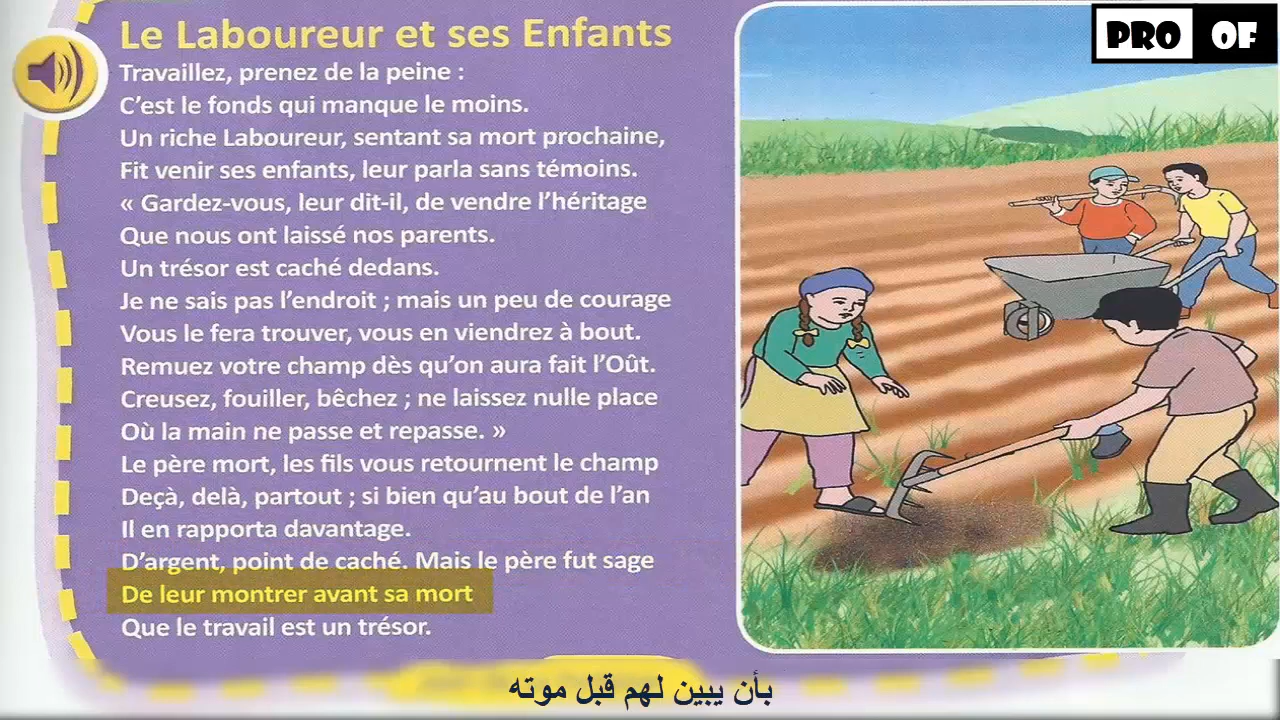 PRO OF
Le Laboureur et ses Enfants
Travaillez, prenez de la peine :
C’est le fonds qui manque le moins.
Un riche Laboureur, sentant sa mort prochaine,
Fit venir ses enfants, leur parla sans témoins.
« Gardez-vous, leur dit-il, de vendre l’héritage
Que nous ont laissé nos parents.
Un trésor est caché dedans.
Je ne sais pas l’endroit ; mais un peu de courage
Vous le fera trouver, vous en viendrez à bout.
Remuez votre champ dès qu’on aura fait l’Oût.
Creusez, fouiller, bêchez ; ne laissez nulle place
Où la main ne passe et repasse. »
Le père mort, les fils vous retournent le champ
Deçà, delà, partout ; si bien qu’au bout de l’an
Il en rapporta davantage.
D’argent, point de caché. Mais le père fut sage
De leur montrer avant sa mort
Que le travail est un trésor.
بأن يبين لهم قبل موته